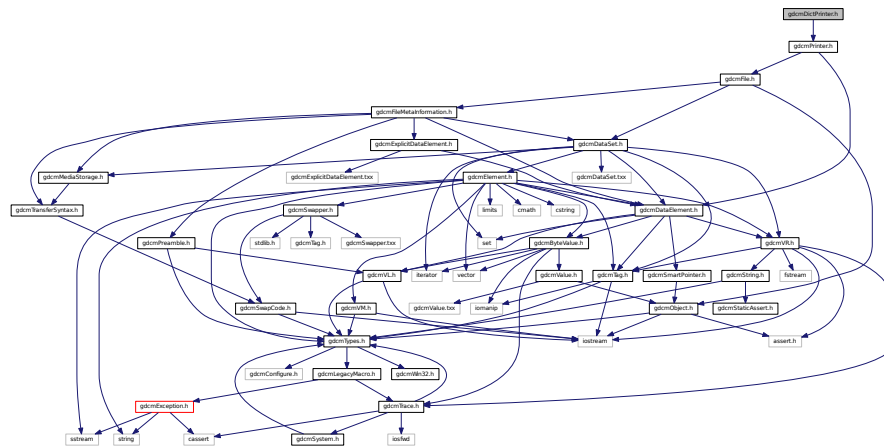 gdcmDictPrinter.h
gdcmPrinter.h
gdcmFile.h
gdcmFileMetaInformation.h
gdcmExplicitDataElement.h
gdcmDataSet.h
gdcmMediaStorage.h
gdcmExplicitDataElement.txx
gdcmElement.h
gdcmDataSet.txx
gdcmTransferSyntax.h
gdcmSwapper.h
limits
cmath
cstring
gdcmDataElement.h
gdcmPreamble.h
stdlib.h
gdcmTag.h
gdcmSwapper.txx
set
gdcmByteValue.h
gdcmVR.h
gdcmVL.h
iterator
vector
gdcmValue.h
gdcmTag.h
gdcmSmartPointer.h
gdcmString.h
fstream
gdcmSwapCode.h
gdcmVM.h
gdcmValue.txx
iomanip
gdcmObject.h
gdcmStaticAssert.h
gdcmTypes.h
iostream
assert.h
gdcmConfigure.h
gdcmLegacyMacro.h
gdcmWin32.h
gdcmException.h
gdcmTrace.h
sstream
string
cassert
gdcmSystem.h
iosfwd